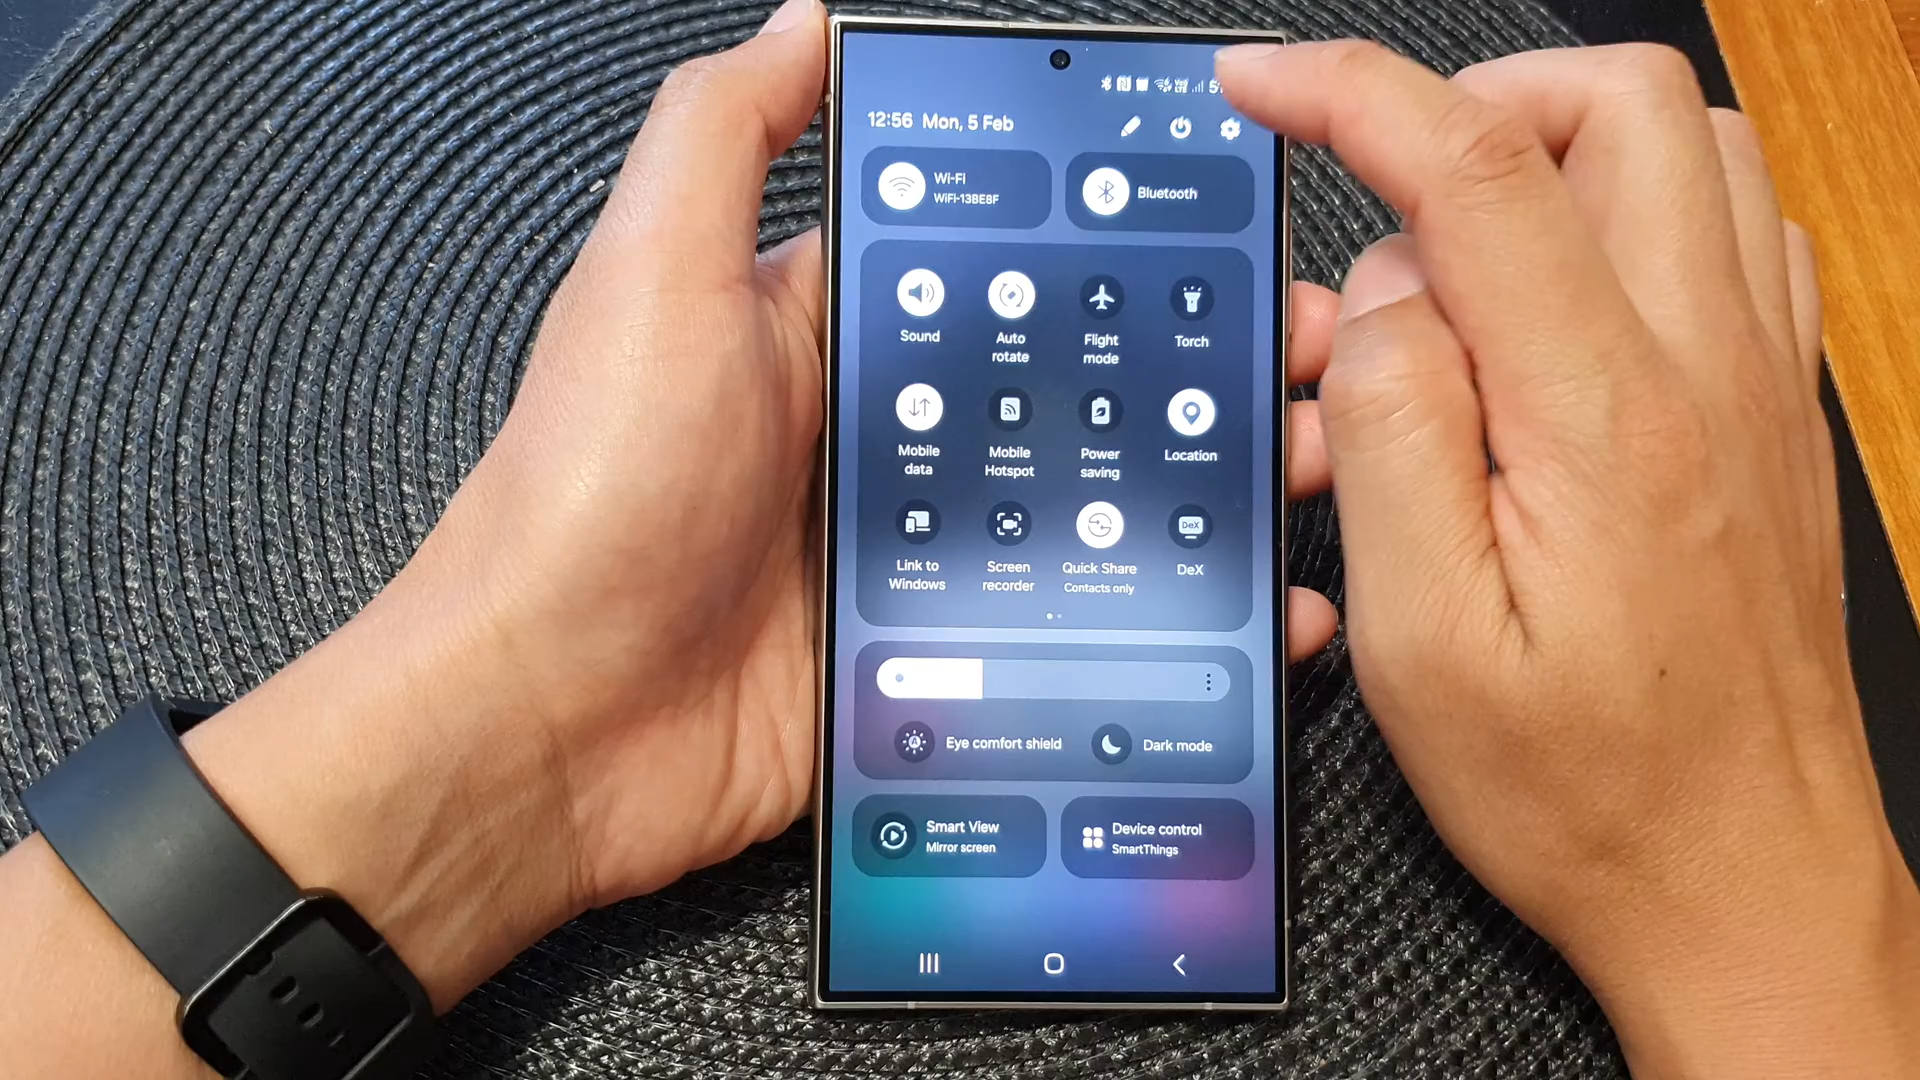 12:56 Mon, 5 Feb
Wi-Fi
WiFi-13BE8F
Bluetooth
Sound
Auto
rotate
Flight
mode
Torch
Mobile
data
Mobile
Hotspot
Power
saving
Location
Link to
Windows
Screen
recorder
Quick Share
Contacts only
DeX
DeX
Eye comfort shield
Dark mode
Smart View
Mirror screen
Device control
SmartThings